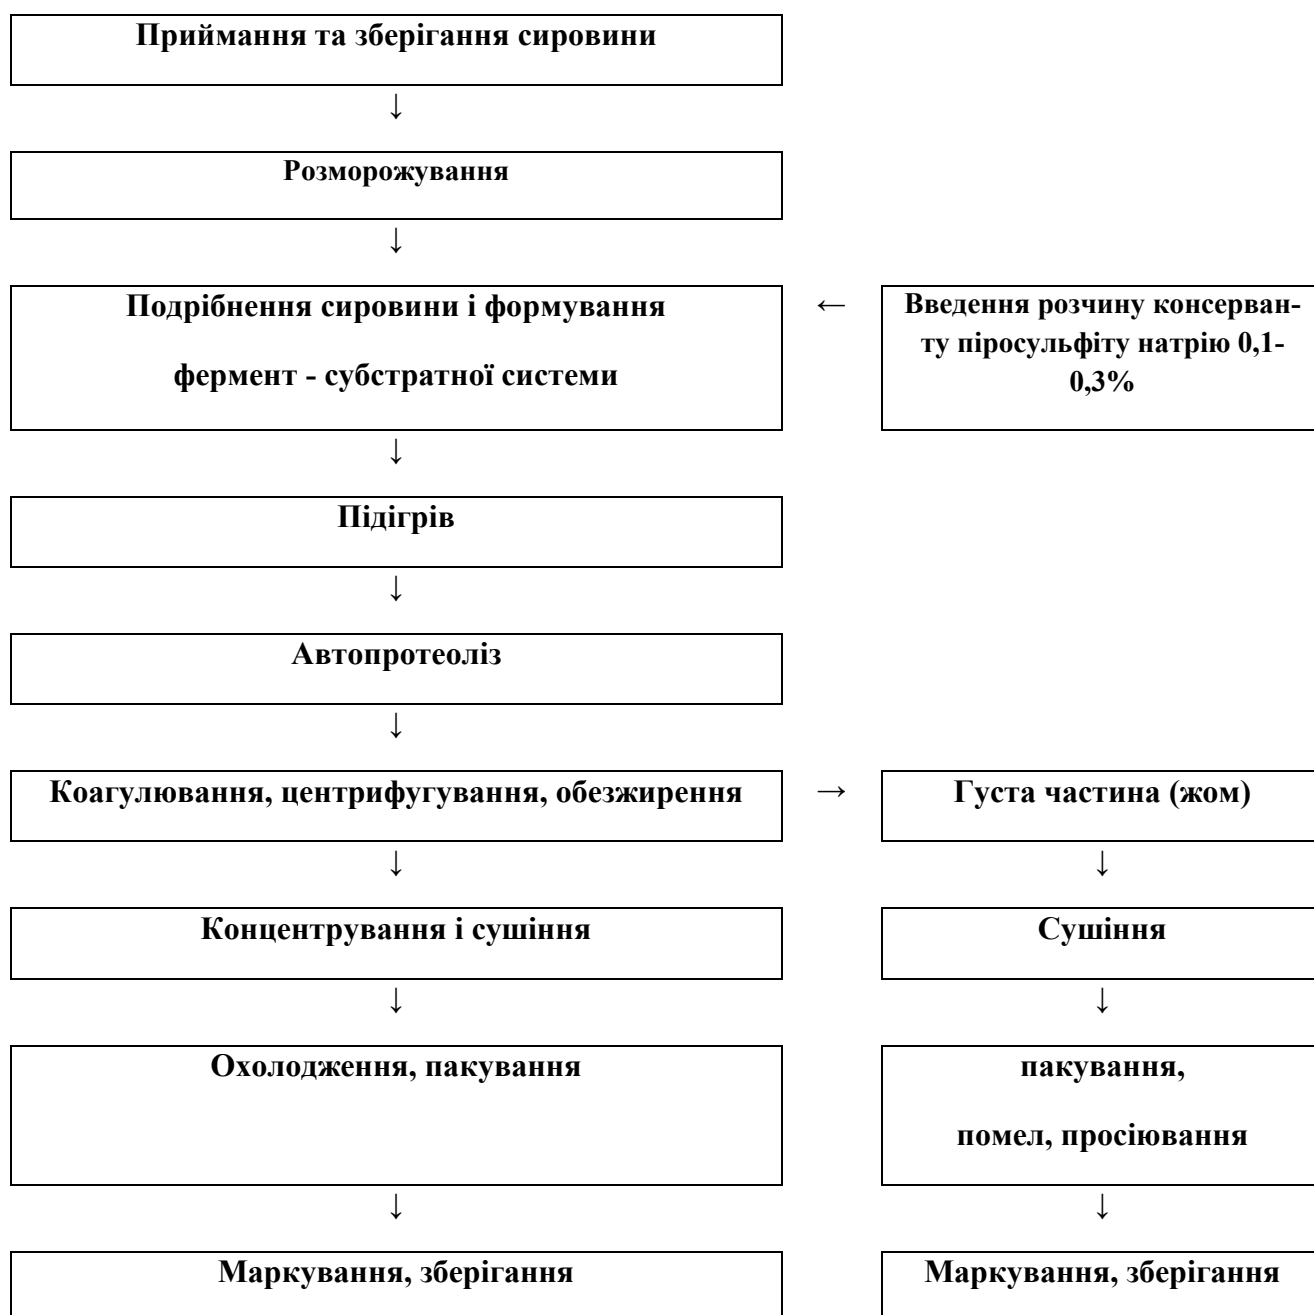 Приймання та зберігання сировини
↓
Розморожування
↓
Подрібнення сировини і формування
фермент - субстратної системи
←
Введення розчину консерван-
ту піросульфіту натрію 0,1-
0,3%
↓
Підігрів
↓
Автопротеоліз
↓
Коагулювання, центрифугування, обезжирення
→
Густа частина (жом)
↓
↓
Концентрування і сушіння
Сушіння
↓
↓
Охолодження, пакування
пакування,
помел, просіювання
↓
↓
Маркування, зберігання
Маркування, зберігання